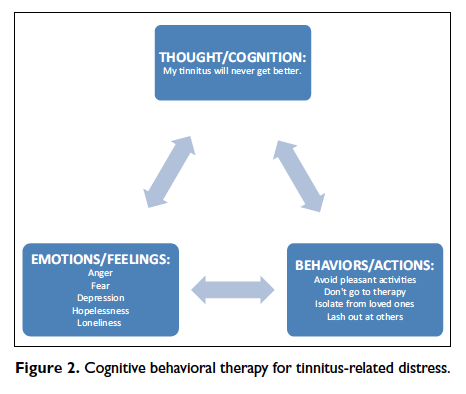 THOUGHT/COGNITION:
My tinnitus will never get better.
EMOTIONS/FEELINGS:
Anger
Fear
Depression
Hopelessness
Loneliness
BEHAVIORS/ACTIONS:
Avoid pleasant activities
Don't go to therapy
Isolate from loved ones
Lash out at others
Figure 2. Cognitive behavioral therapy for tinnitus-related distress.